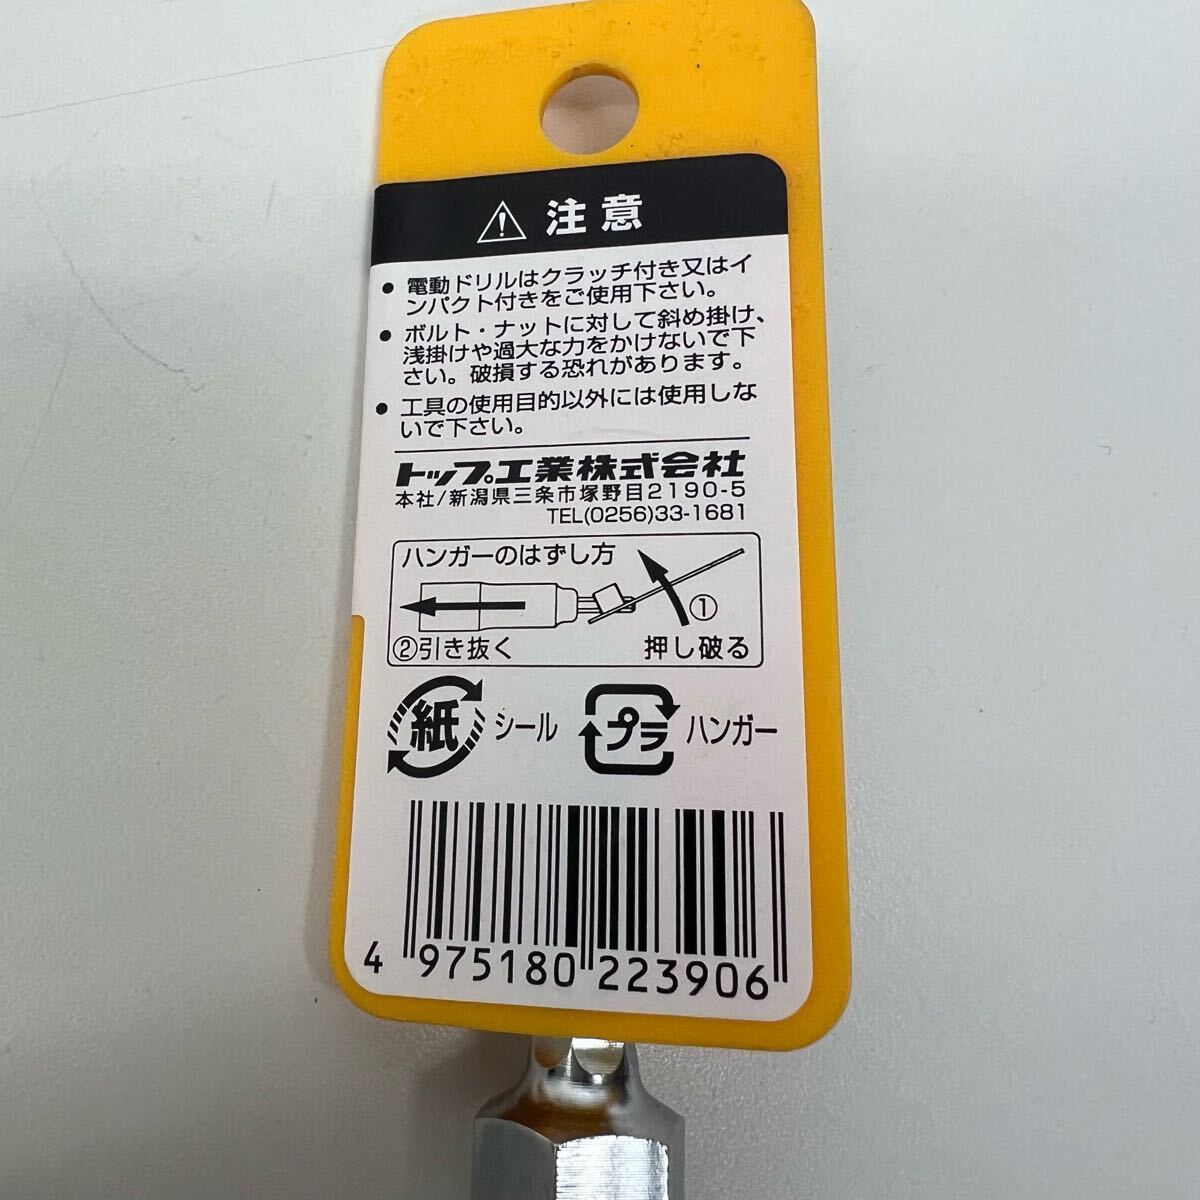 注意
● 電動ドリルはクラッチ付き又はイ
ンパクト付きをご使用下さい。
● ボルト・ナットに対して斜め掛け、
浅掛けや過大な力をかけないで下
さい。破損する恐れがあります。
● 工具の使用目的以外には使用しな
いで下さい。
トップ工業株式会社
本社/新潟県三条市塚野目2190-5
TEL(0256)33-1681
ハンガーのはずし方
①
②引き抜く 押し破る
紙 シール プラ ハンガー
4 975180 223906